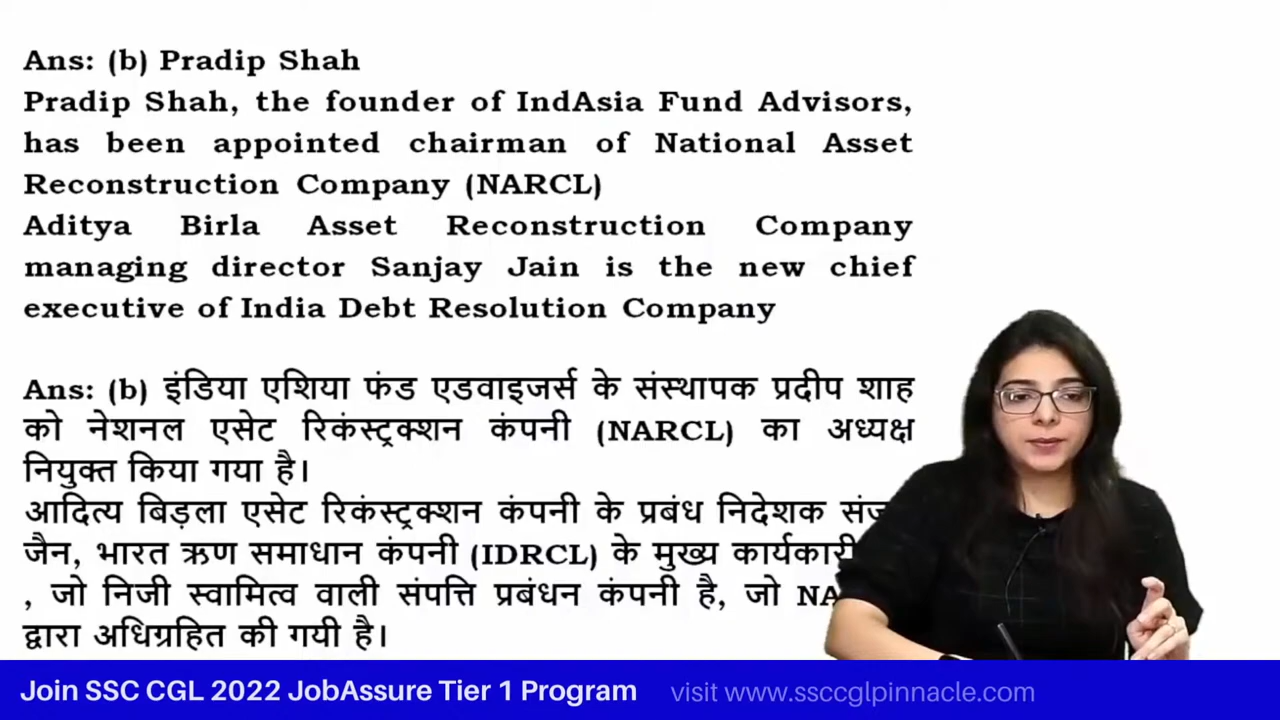 Ans: (b) Pradip Shah
Pradip Shah, the founder of IndAsia Fund Advisors,
has been appointed chairman of National Asset
Reconstruction Company (NARCL)
Aditya Birla Asset Reconstruction Company
managing director Sanjay Jain is the new chief
executive of India Debt Resolution Company
Ans: (b) इंडिया एशिया फंड एडवाइजर्स के संस्थापक प्रदीप शाह
को नेशनल एसेट रिकंस्ट्रक्शन कंपनी (NARCL) का अध्यक्ष
नियुक्त किया गया है।
आदित्य बिड़ला एसेट रिकंस्ट्रक्शन कंपनी के प्रबंध निदेशक
जैन, भारत ऋण समाधान कंपनी (IDRCL) के मुख्य कार्यकारी
, जो निजी स्वामित्व वाली संपत्ति प्रबंधन कंपनी है, जो
द्वारा अधिग्रहित की गयी है।
Join SSC CGL 2022 JobAssure Tier 1 Program visit www.ssccglpinnacle.com